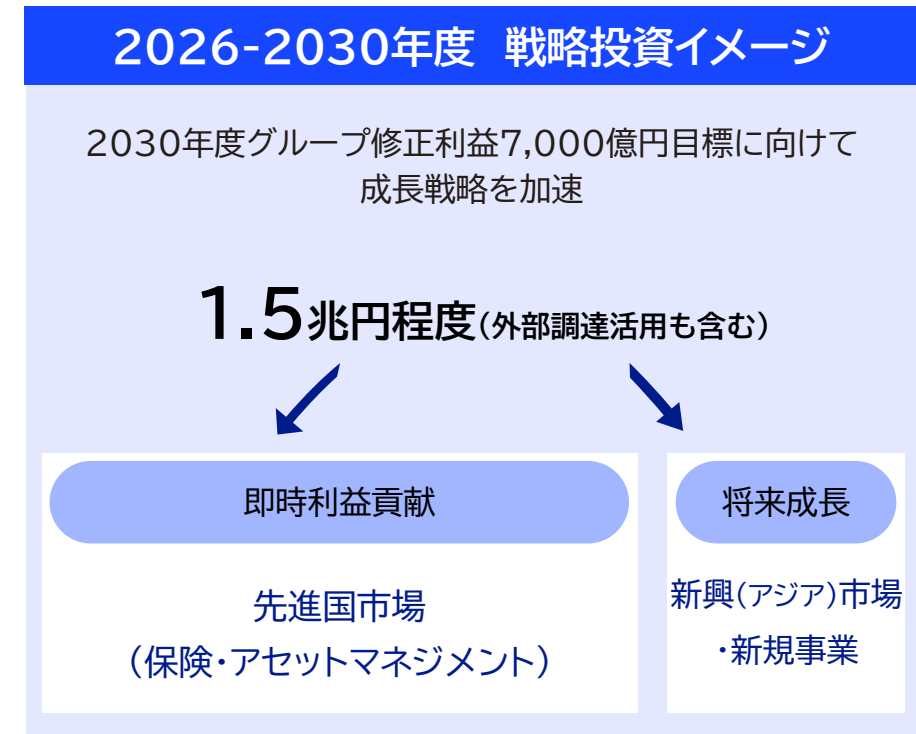 2026-2030年度 戦略投資イメージ
2030年度グループ修正利益7,000億円目標に向けて
成長戦略を加速
1.5兆円程度(外部調達活用も含む)
即時利益貢献
先進国市場
(保険・アセットマネジメント)
将来成長
新興(アジア)市場
・新規事業